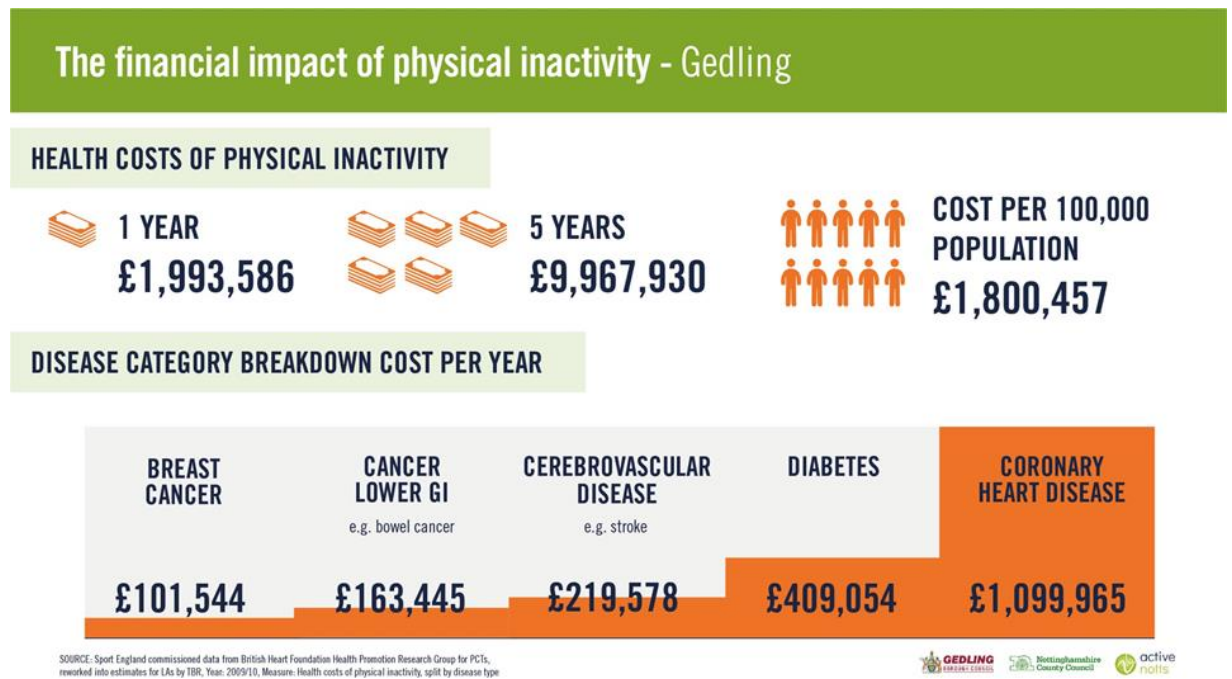 The financial impact of physical inactivity - Gedling
HEALTH COSTS OF PHYSICAL INACTIVITY
1 YEAR
£1,993,586
5 YEARS
£9,967,930
COST PER 100,000
POPULATION
£1,800,457
DISEASE CATEGORY BREAKDOWN COST PER YEAR
BREAST
CANCER
£101,544
CANCER
LOWER GI
e.g. bowel cancer
£163,445
CEREBROVASCULAR
DISEASE
e.g. stroke
£219,578
DIABETES
£409,054
CORONARY
HEART DISEASE
£1,099,965
SOURCE: Sport England commissioned data from British Heart Foundation Health Promotion Research Group for PCTs,
reworked into estimates for LAs by TBR, Year: 2009/10, Measure: Health costs of physical inactivity, split by disease type
GEDLING
BOROUGH COUNCIL
Nottinghamshire
County Council
active
notts